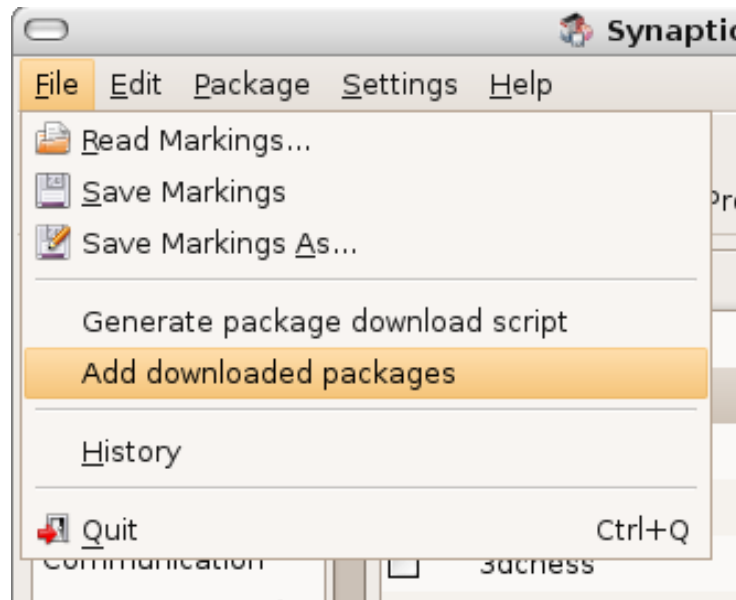 Synaptic
File Edit Package Settings Help
Read Markings...
Save Markings
Save Markings As...
Generate package download script
Add downloaded packages
History
Quit Ctrl+Q
Communication
3dchess